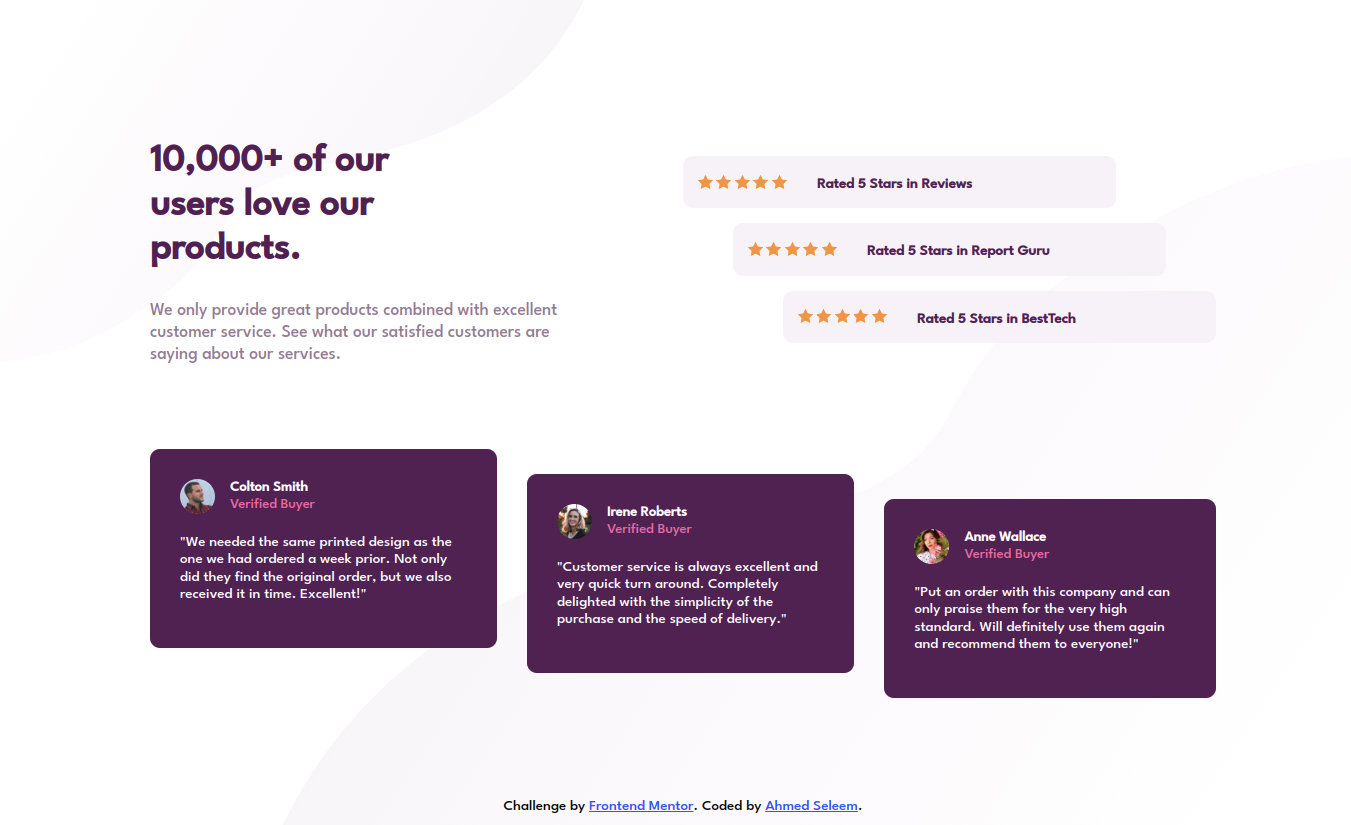 10,000+ of our
users love our
products.
We only provide great products combined with excellent
customer service. See what our satisfied customers are
saying about our services.
Rated 5 Stars in Reviews
Rated 5 Stars in Report Guru
Rated 5 Stars in BestTech
Colton Smith
Verified Buyer
"We needed the same printed design as the
one we had ordered a week prior. Not only
did they find the original order, but we also
received it in time. Excellent!"
Irene Roberts
Verified Buyer
"Customer service is always excellent and
very quick turn around. Completely
delighted with the simplicity of the
purchase and the speed of delivery."
Anne Wallace
Verified Buyer
"Put an order with this company and can
only praise them for the very high
standard. Will definitely use them again
and recommend them to everyone!"
Challenge by Frontend Mentor. Coded by Ahmed Seleem.